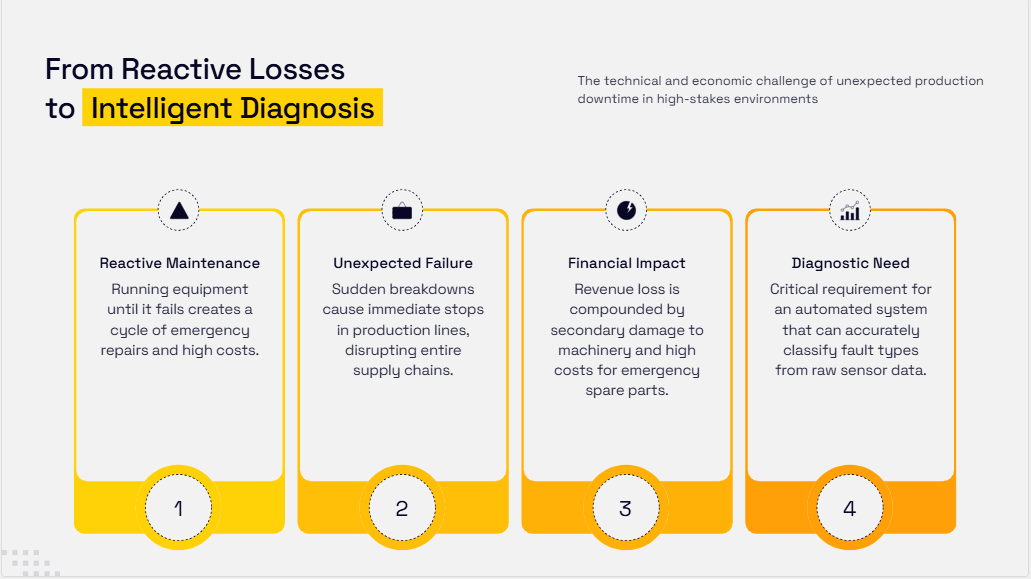 From Reactive Losses
to Intelligent Diagnosis
The technical and economic challenge of unexpected production
downtime in high-stakes environments
Reactive Maintenance
Running equipment
until it fails creates a
cycle of emergency
repairs and high costs.
1
Unexpected Failure
Sudden breakdowns
cause immediate stops
in production lines,
disrupting entire
supply chains.
2
Financial Impact
Revenue loss is
compounded by
secondary damage to
machinery and high
costs for emergency
spare parts.
3
Diagnostic Need
Critical requirement for
an automated system
that can accurately
classify fault types
from raw sensor data.
4